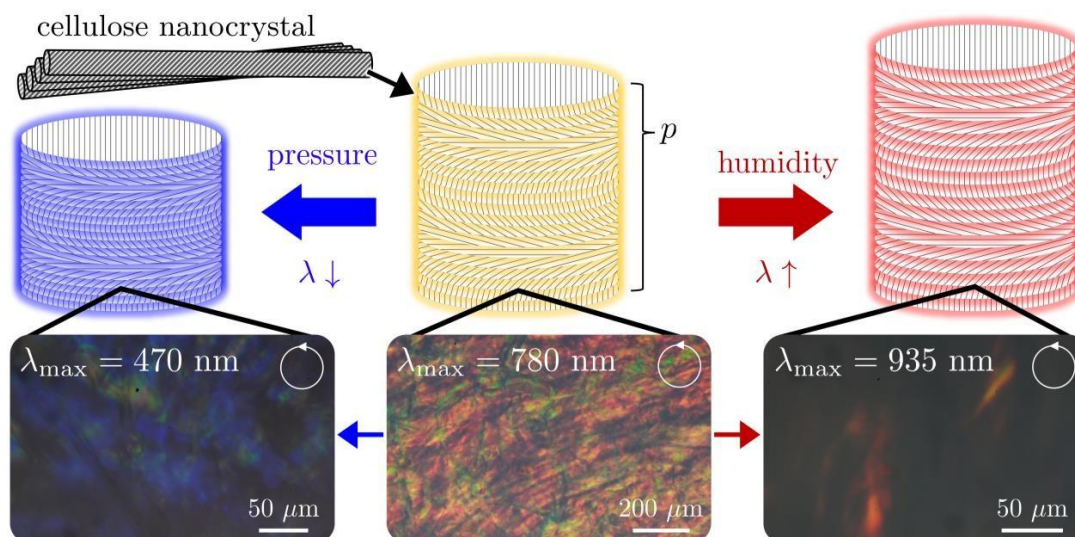 cellulose nanocrystal
pressure
λ ↓
p
humidity
λ ↑
λmax = 470 nm
50 μm
λmax = 780 nm
200 μm
λmax = 935 nm
50 μm